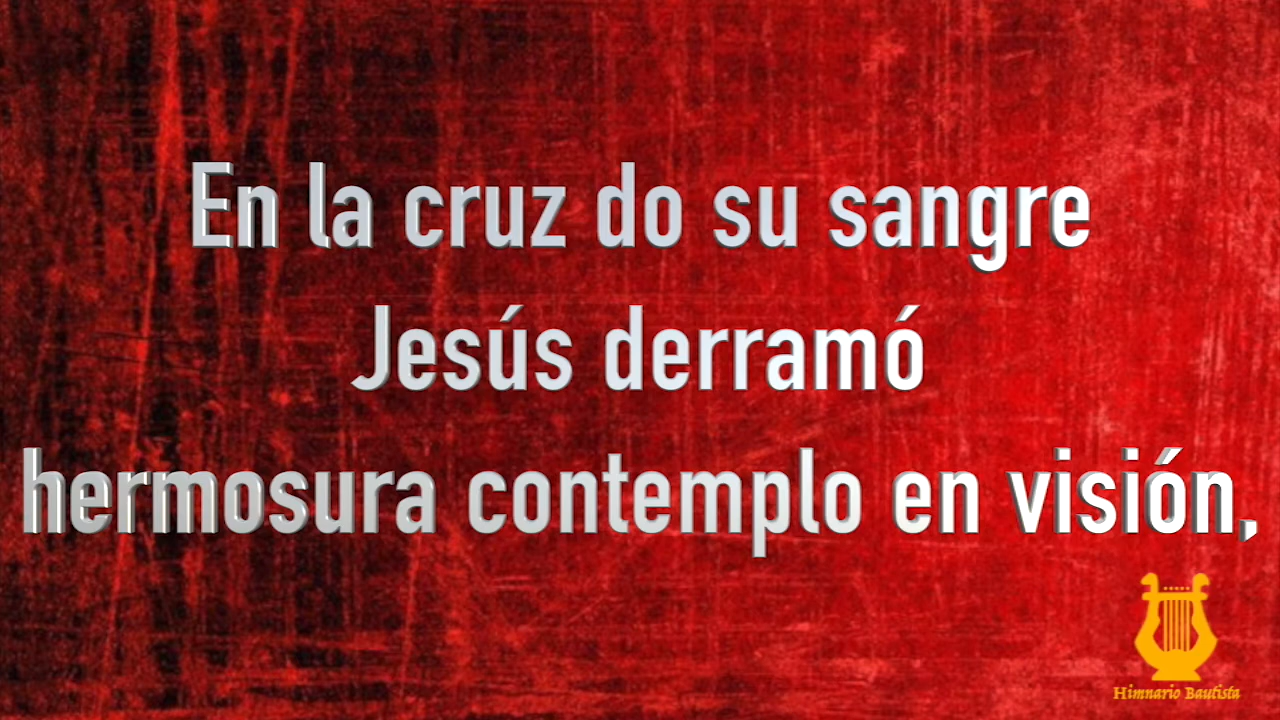 En la cruz do su sangre
Jesús derramó
hermosura contemplo en visión,
Himnario Bautista